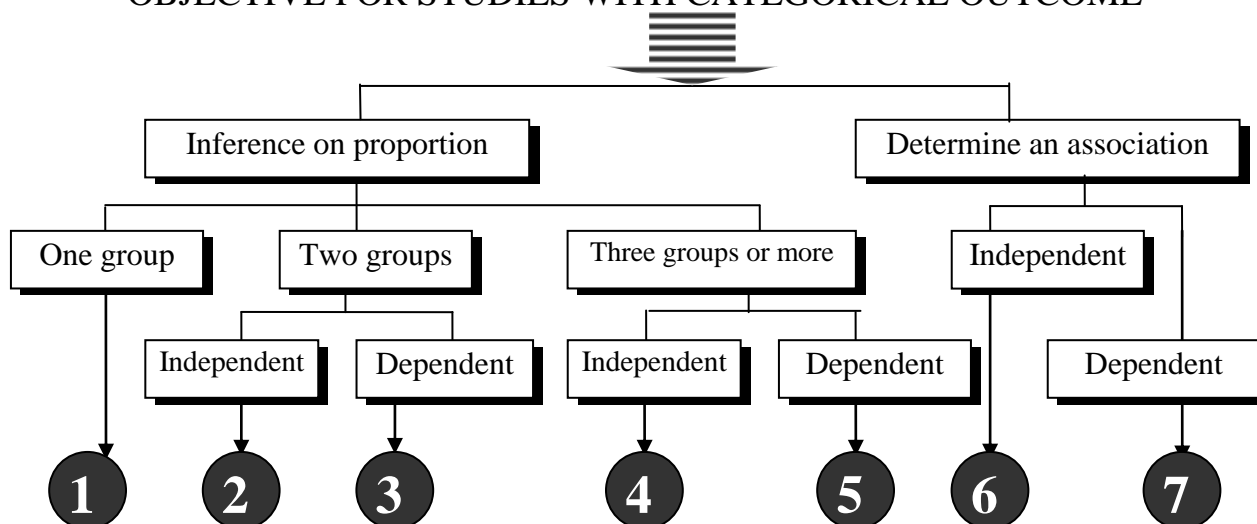 OBJECTIVE FOR STUDIES WITH CATEGORICAL OUTCOME
Inference on proportion
Determine an association
One group
Two groups
Three groups or more
Independent
Independent
Dependent
Independent
Dependent
Dependent
1
2
3
4
5
6
7